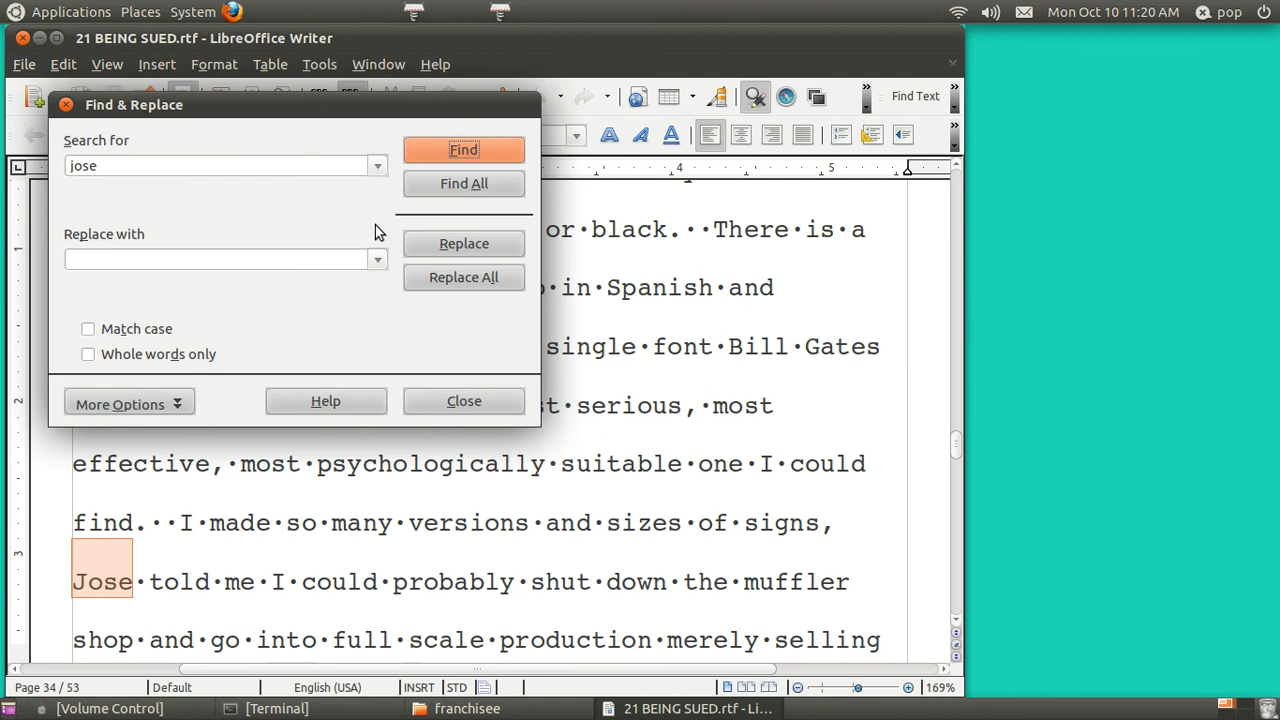 Applications Places System Mon Oct 10 11:20 AM pop
21 BEING SUED.rtf - LibreOffice Writer
File Edit View Insert Format Table Tools Window Help
Find Text
Find & Replace
Search for
jose
Find
Find All
Replace with
Replace
Replace All
Match case
Whole words only
More Options Help Close
4 5
1
2
3
or·black.··There·is·a
·in·Spanish·and
single·font·Bill·Gates
·serious,·most
effective,·most·psychologically·suitable·one·I·could
find.··I·made·so·many·versions·and·sizes·of·signs,
Jose·told·me·I·could·probably·shut·down·the·muffler
shop·and·go·into·full·scale·production·merely·selling
Page 34 / 53 Default English (USA) INSRT STD 169%
[Volume Control] [Terminal] franchisee 21 BEING SUED.rtf - Li...